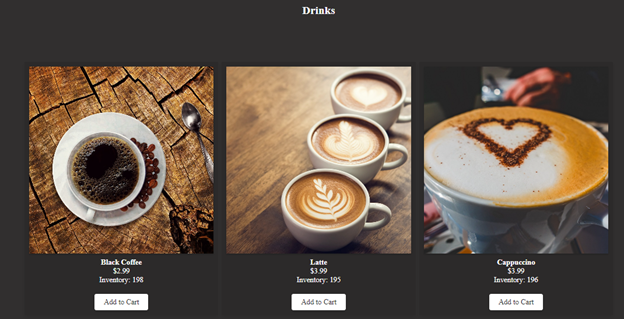 Drinks
Black Coffee
$2.99
Inventory: 198
Add to Cart
Latte
$3.99
Inventory: 195
Add to Cart
Cappuccino
$3.99
Inventory: 196
Add to Cart